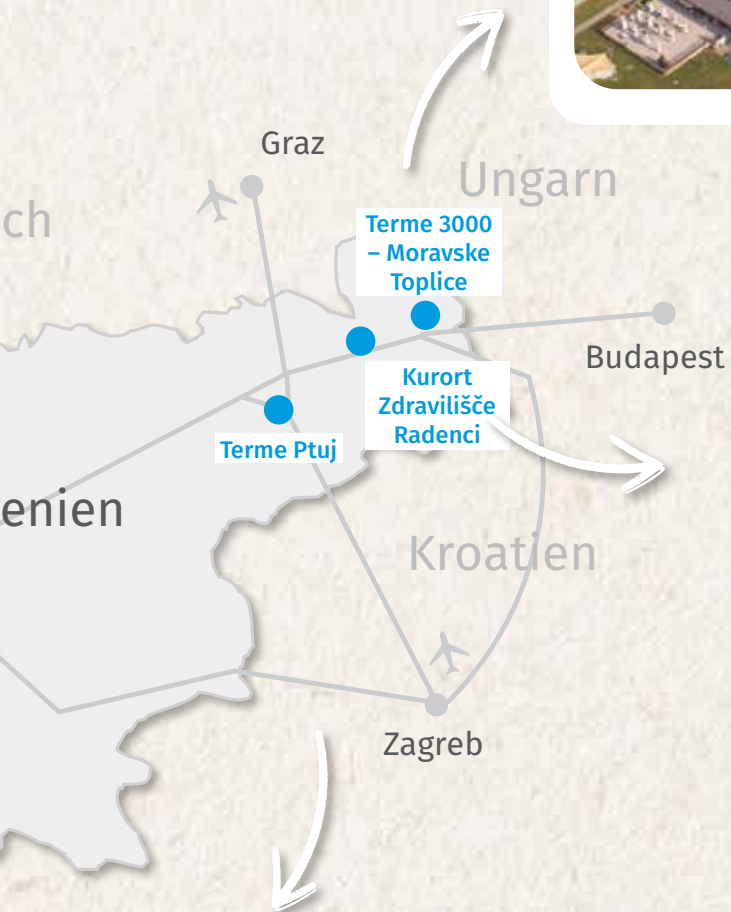 Graz
Ungarn
ch
Terme 3000
– Moravske
Toplice
Budapest
Kurort
Zdravilišče
Radenci
Terme Ptuj
enien
Kroatien
Zagreb